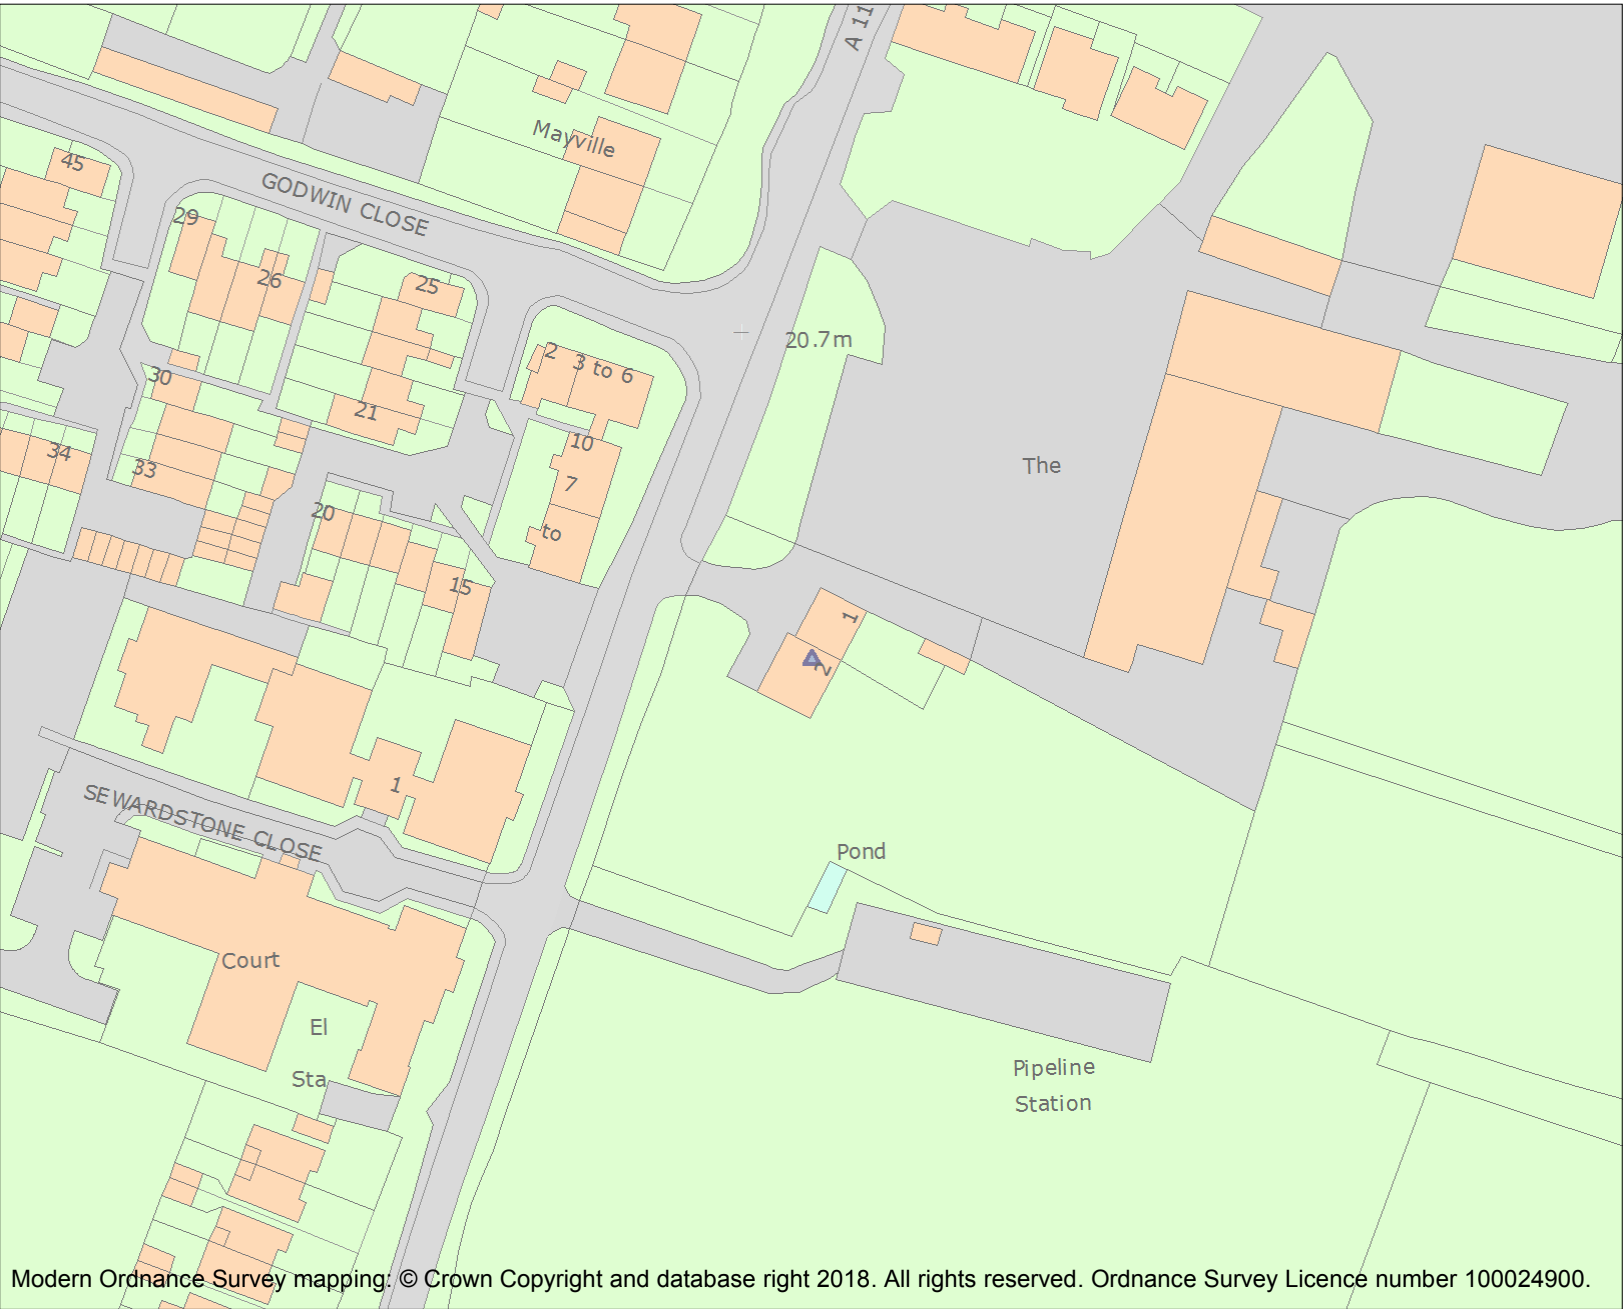 A 11
Mayville
45
GODWIN CLOSE
29
26
25
20.7m
2
3 to 6
30
21
10
The
34
33
7
20
to
15
1
2
1
SEWARDSTONE CLOSE
Pond
Court
El
Sta
Pipeline
Station
Modern Ordnance Survey mapping: © Crown Copyright and database right 2018. All rights reserved. Ordnance Survey Licence number 100024900.